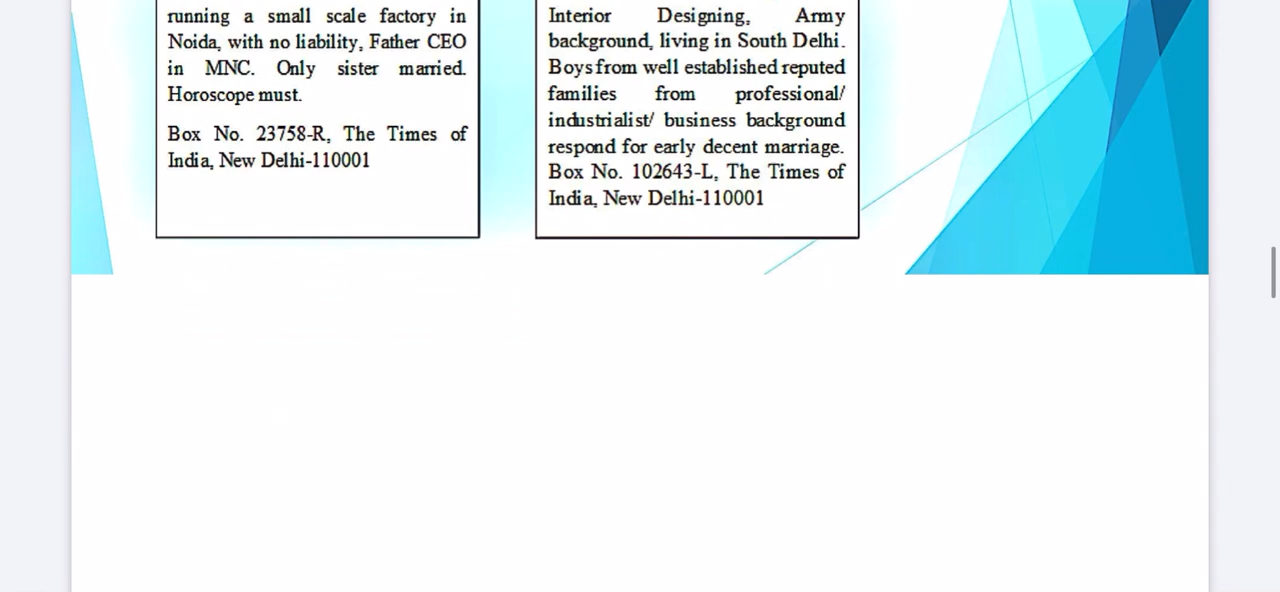 running a small scale factory in
Noida, with no liability, Father CEO
in MNC. Only sister married.
Horoscope must.
Box No. 23758-R, The Times of
India, New Delhi-110001
Interior Designing, Army
background, living in South Delhi.
Boys from well established reputed
families from professional/
industrialist/ business background
respond for early decent marriage.
Box No. 102643-L, The Times of
India, New Delhi-110001